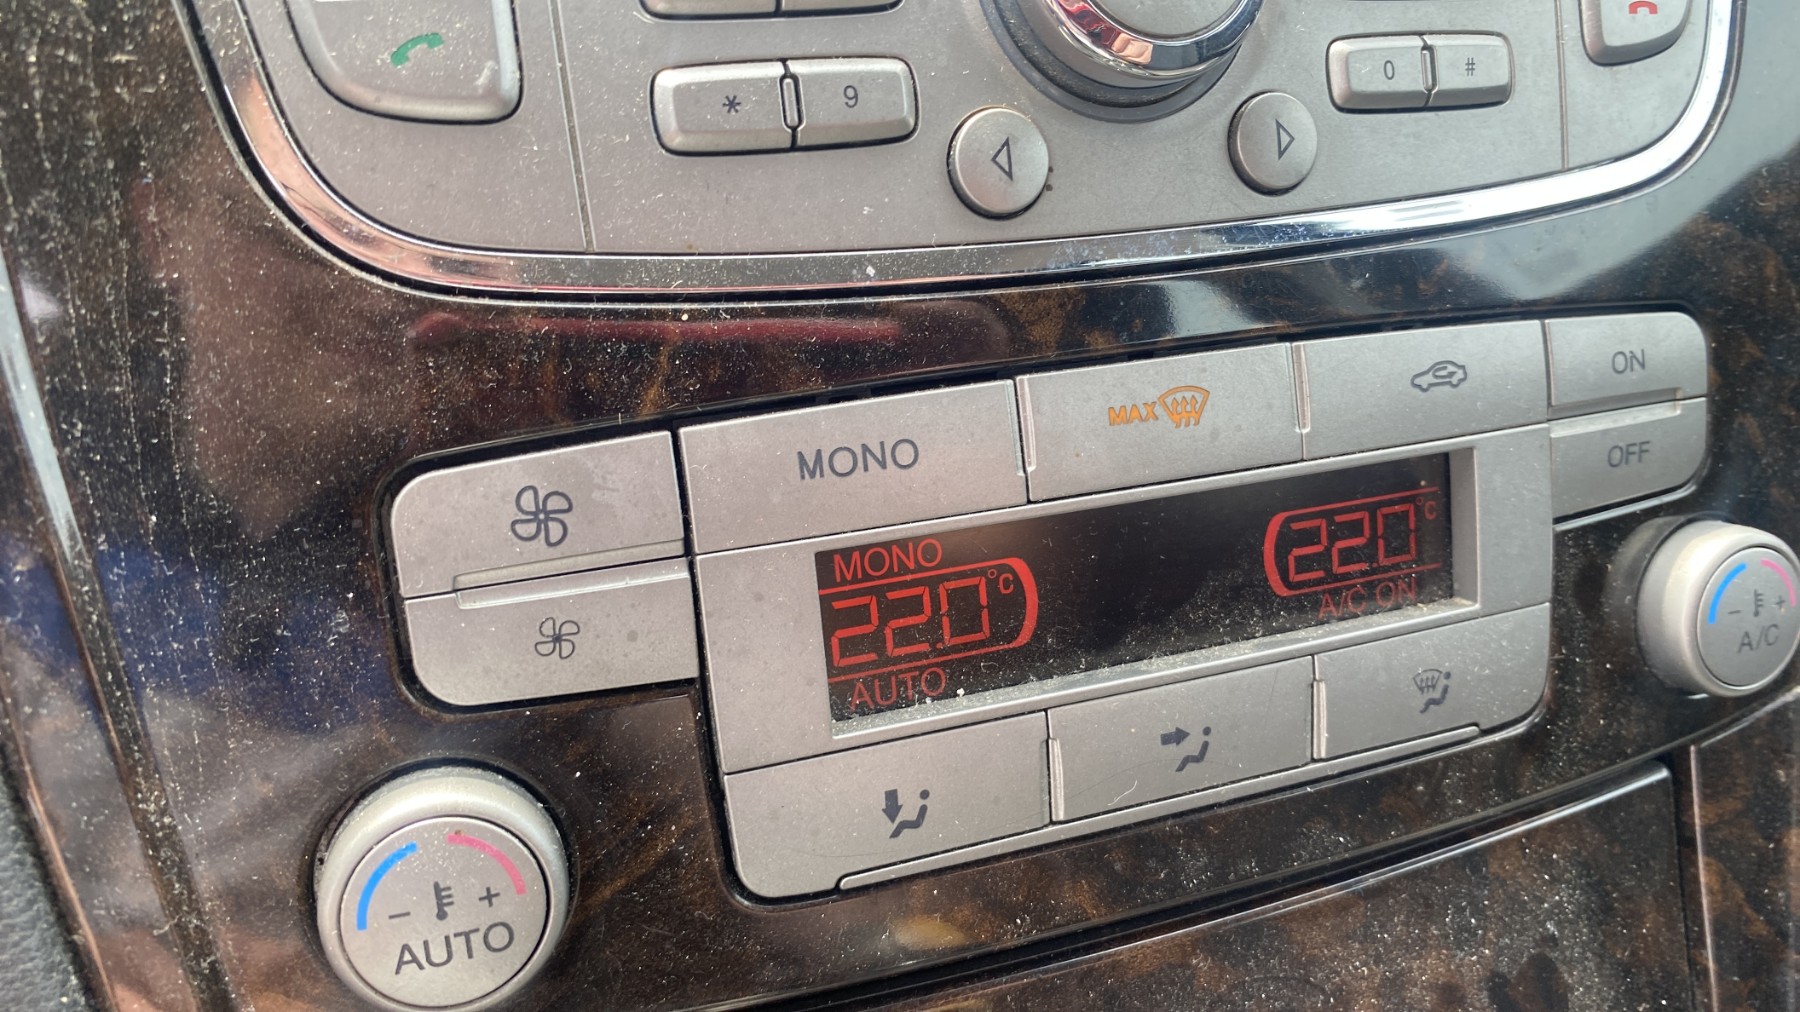 * 9
0 #
MONO
MAX
ON
OFF
MONO
22.0°C
AUTO
22.0°C
A/C ON
- +
AUTO
- +
A/C